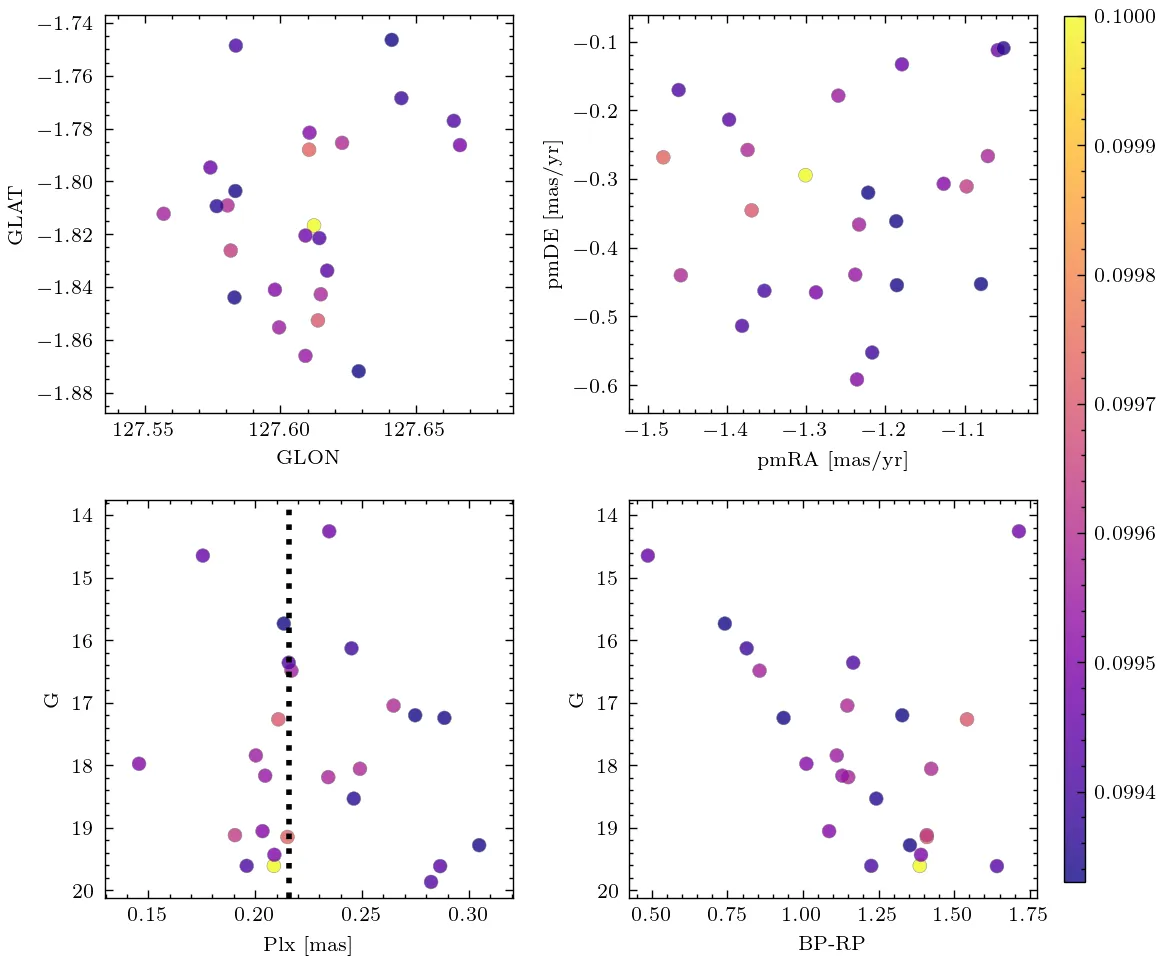 −1.74
−1.76
−1.78
−1.80
−1.82
−1.84
−1.86
−1.88
GLAT
127.55 127.60 127.65
GLON
−0.1
−0.2
−0.3
−0.4
−0.5
−0.6
pmDE [mas/yr]
−1.5 −1.4 −1.3 −1.2 −1.1
pmRA [mas/yr]
14
15
16
17
18
19
20
G
0.15 0.20 0.25 0.30
Plx [mas]
14
15
16
17
18
19
20
G
0.50 0.75 1.00 1.25 1.50 1.75
BP-RP
0.1000
0.0999
0.0998
0.0997
0.0996
0.0995
0.0994